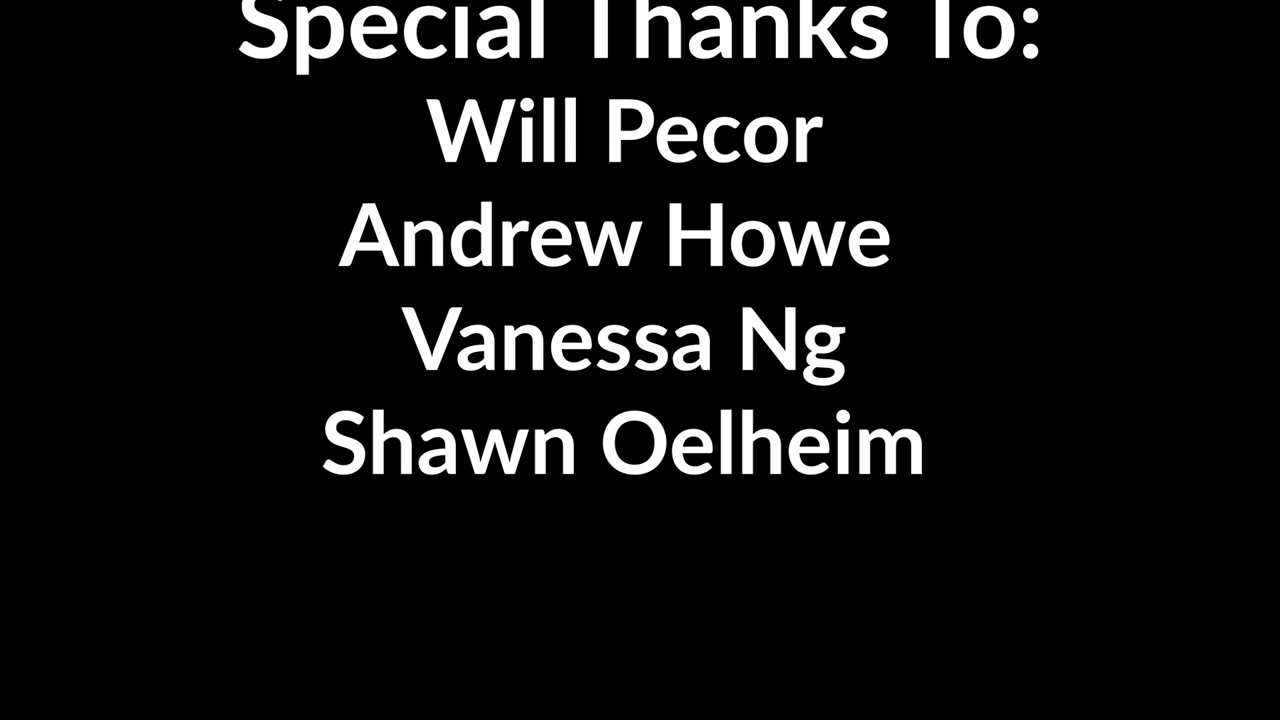 Special Thanks To:
Will Pecor
Andrew Howe
Vanessa Ng
Shawn Oelheim